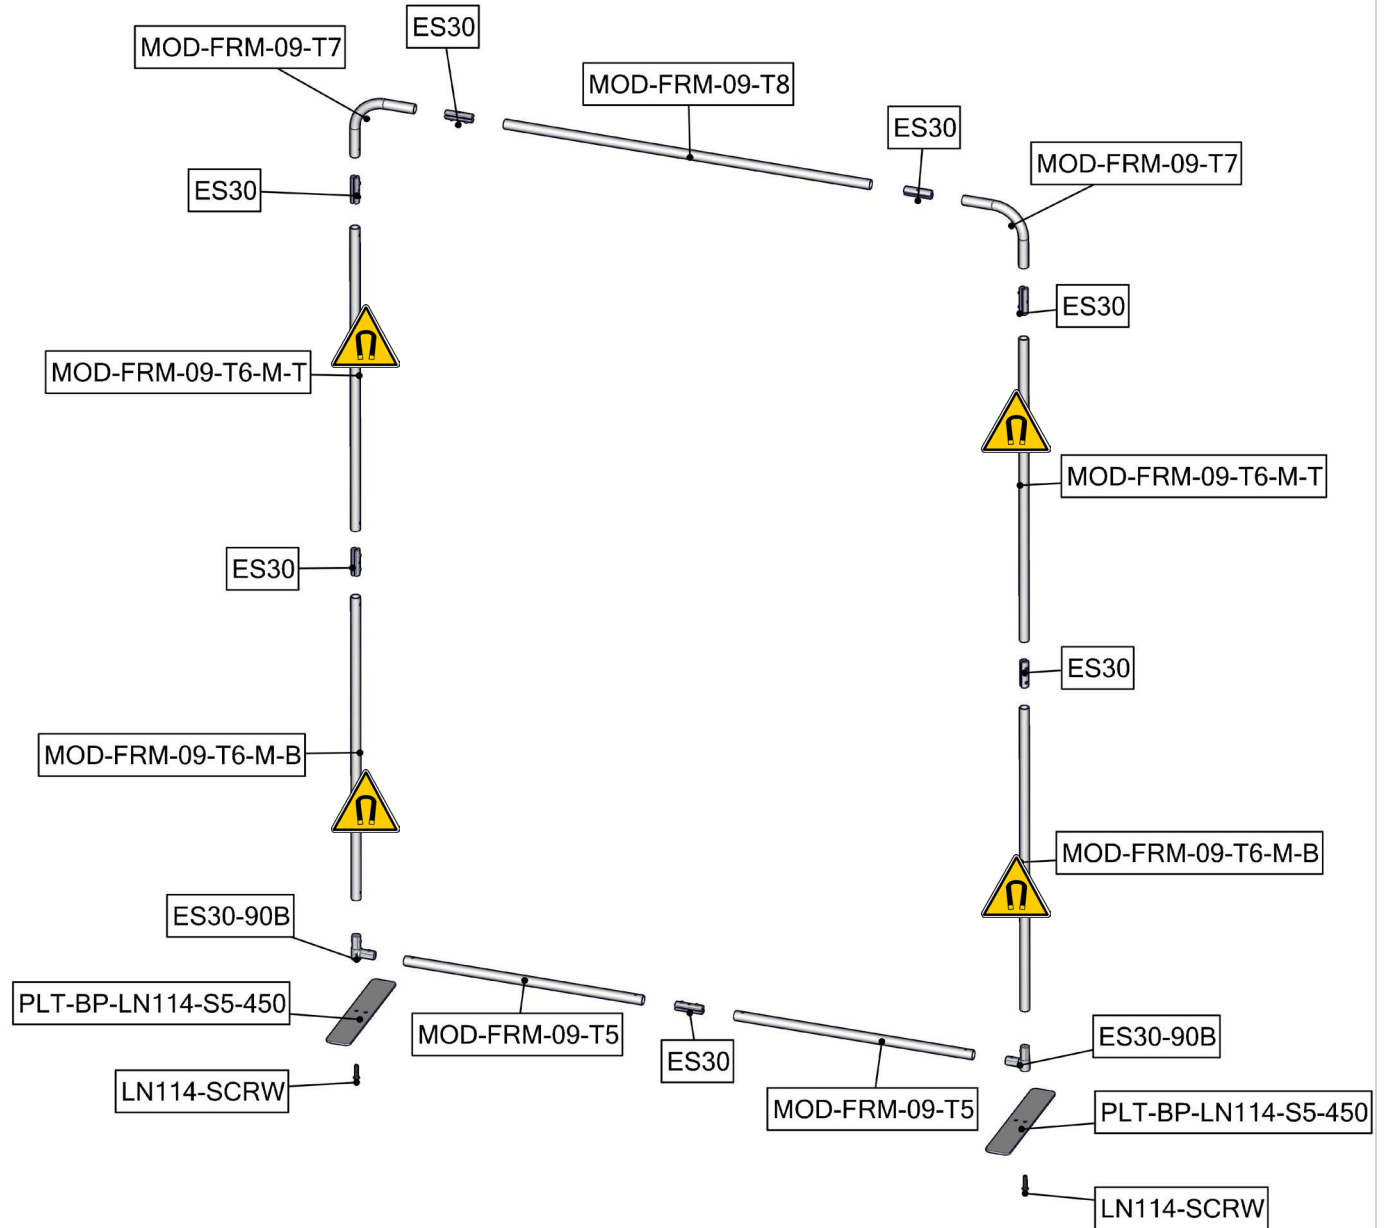 ES30
MOD-FRM-09-T7
MOD-FRM-09-T8
ES30
MOD-FRM-09-T7
ES30
ES30
MOD-FRM-09-T6-M-T
MOD-FRM-09-T6-M-T
ES30
ES30
MOD-FRM-09-T6-M-B
MOD-FRM-09-T6-M-B
ES30-90B
PLT-BP-LN114-S5-450
MOD-FRM-09-T5
ES30-90B
ES30
LN114-SCRW
MOD-FRM-09-T5
PLT-BP-LN114-S5-450
LN114-SCRW